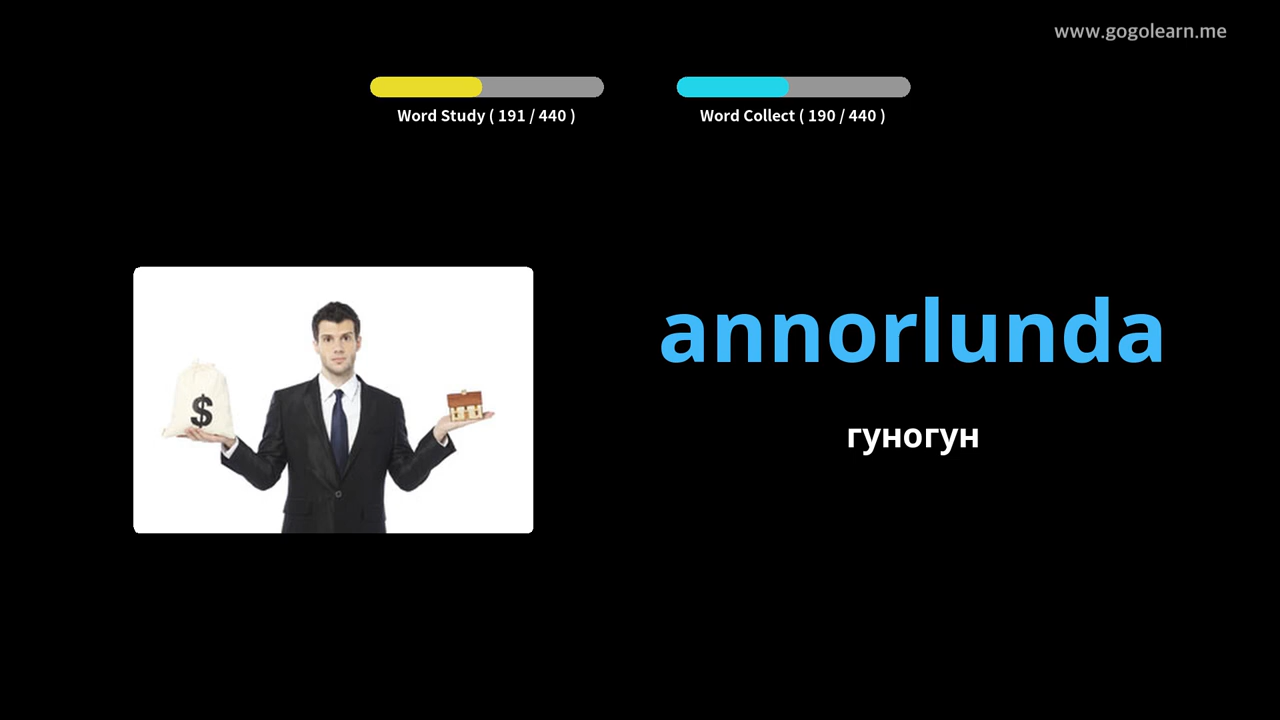 www.gogolearn.me
Word Study ( 191 / 440 )
Word Collect ( 190 / 440 )
$
annorlunda
гуногун